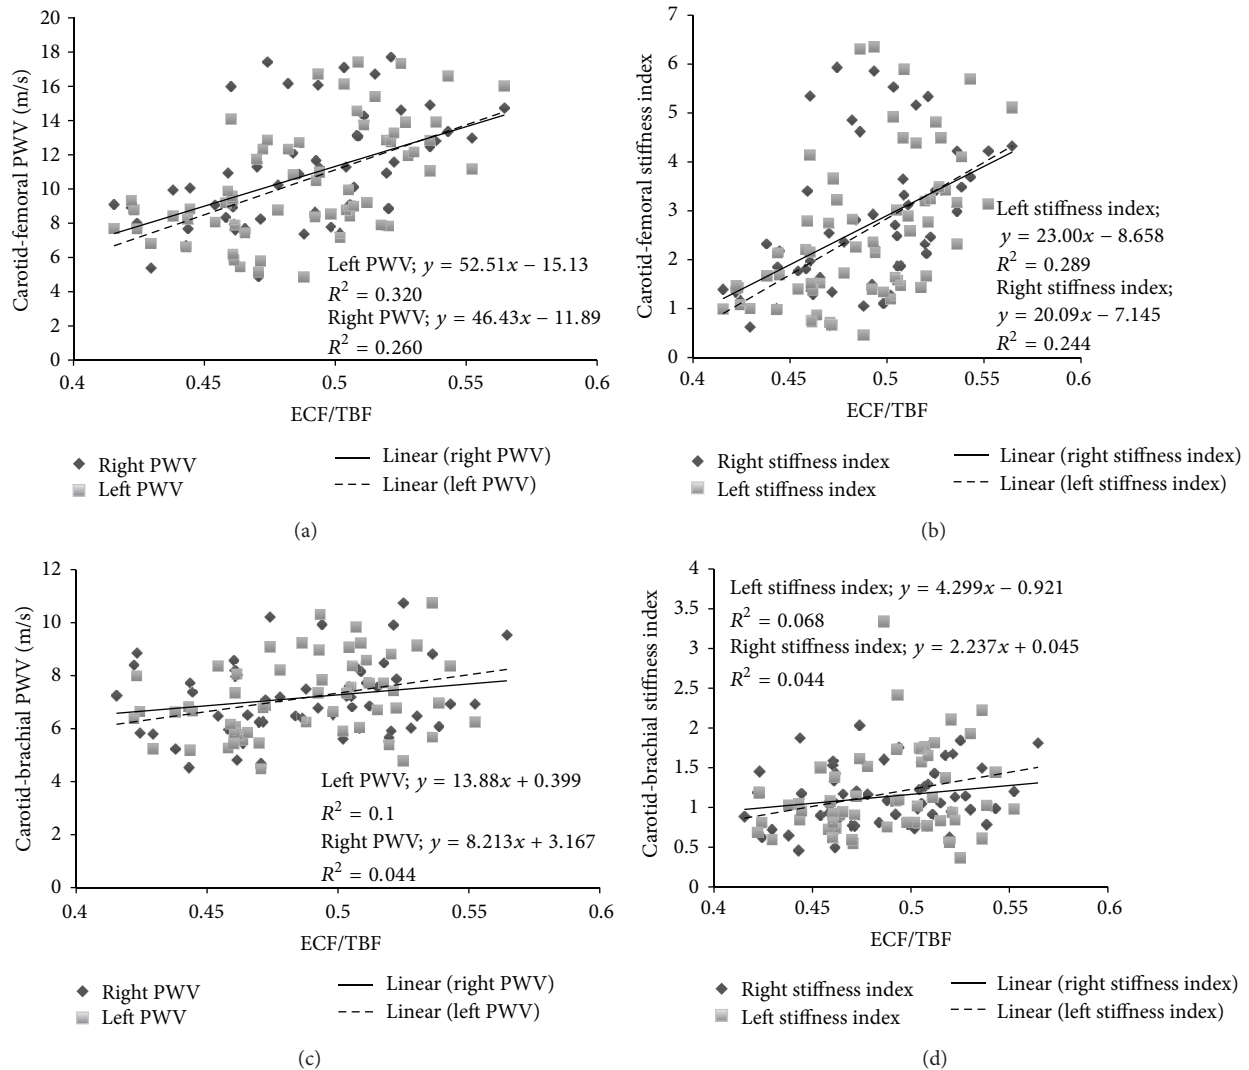 Carotid-femoral PWV (m/s)
20
18
16
14
12
10
8
6
4
2
0
Left PWV; y = 52.51x − 15.13
R² = 0.320
Right PWV; y = 46.43x − 11.89
R² = 0.260
0.4 0.45 0.5 0.55 0.6
ECF/TBF
Right PWV
Left PWV
Linear (right PWV)
Linear (left PWV)
(a)
Carotid-femoral stiffness index
7
6
5
4
3
2
1
0
Left stiffness index;
y = 23.00x − 8.658
R² = 0.289
Right stiffness index;
y = 20.09x − 7.145
R² = 0.244
0.4 0.45 0.5 0.55 0.6
ECF/TBF
Right stiffness index
Left stiffness index
Linear (right stiffness index)
Linear (left stiffness index)
(b)
Carotid-brachial PWV (m/s)
12
10
8
6
4
2
0
Left PWV; y = 13.88x + 0.399
R² = 0.1
Right PWV; y = 8.213x + 3.167
R² = 0.044
0.4 0.45 0.5 0.55 0.6
ECF/TBF
Right PWV
Left PWV
Linear (right PWV)
Linear (left PWV)
(c)
Carotid-brachial stiffness index
4
3.5
3
2.5
2
1.5
1
0.5
0
Left stiffness index; y = 4.299x − 0.921
R² = 0.068
Right stiffness index; y = 2.237x + 0.045
R² = 0.044
0.4 0.45 0.5 0.55 0.6
ECF/TBF
Right stiffness index
Left stiffness index
Linear (right stiffness index)
Linear (left stiffness index)
(d)